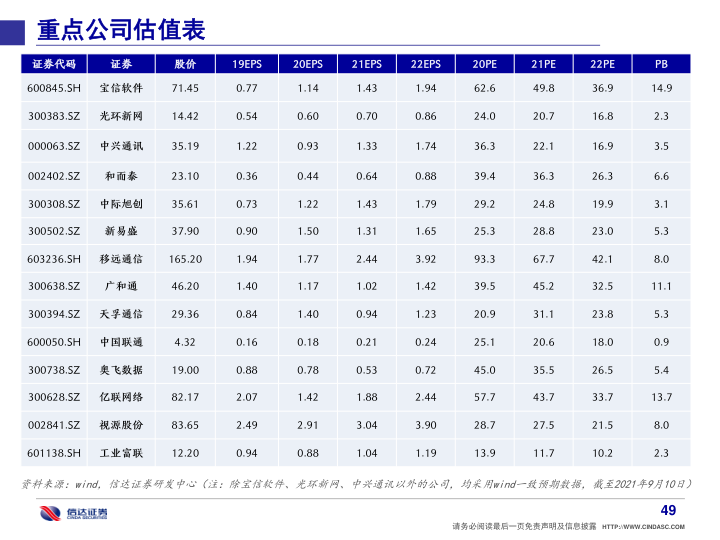 重点公司估值表
证券代码 证券 股价 19EPS 20EPS 21EPS 22EPS 20PE 21PE 22PE PB
600845.SH 宝信软件 71.45 0.77 1.14 1.43 1.94 62.6 49.8 36.9 14.9
300383.SZ 光环新网 14.42 0.54 0.60 0.70 0.86 24.0 20.7 16.8 2.3
000063.SZ 中兴通讯 35.19 1.22 0.93 1.33 1.74 36.3 22.1 16.9 3.5
002402.SZ 和而泰 23.10 0.36 0.44 0.64 0.88 39.4 36.3 26.3 6.6
300308.SZ 中际旭创 35.61 0.73 1.22 1.43 1.79 29.2 24.8 19.9 3.1
300502.SZ 新易盛 37.90 0.90 1.50 1.31 1.65 25.3 28.8 23.0 5.3
603236.SH 移远通信 165.20 1.94 1.77 2.44 3.92 93.3 67.7 42.1 8.0
300638.SZ 广和通 46.20 1.40 1.17 1.02 1.42 39.5 45.2 32.5 11.1
300394.SZ 天孚通信 29.36 0.84 1.40 0.94 1.23 20.9 31.1 23.8 5.3
600050.SH 中国联通 4.32 0.16 0.18 0.21 0.24 25.1 20.6 18.0 0.9
300738.SZ 奥飞数据 19.00 0.88 0.78 0.53 0.72 45.0 35.5 26.5 5.4
300628.SZ 亿联网络 82.17 2.07 1.42 1.88 2.44 57.7 43.7 33.7 13.7
002841.SZ 视源股份 83.65 2.49 2.91 3.04 3.90 28.7 27.5 21.5 8.0
601138.SH 工业富联 12.20 0.94 0.88 1.04 1.19 13.9 11.7 10.2 2.3
资料来源：wind，信达证券研发中心（注：除宝信软件、光环新网、中兴通讯以外的公司，均采用wind一致预期数据，截至2021年9月10日）
信达证券
CINDA SECURITIES
49
请务必阅读最后一页免责声明及信息披露 HTTP://WWW.CINDASC.COM